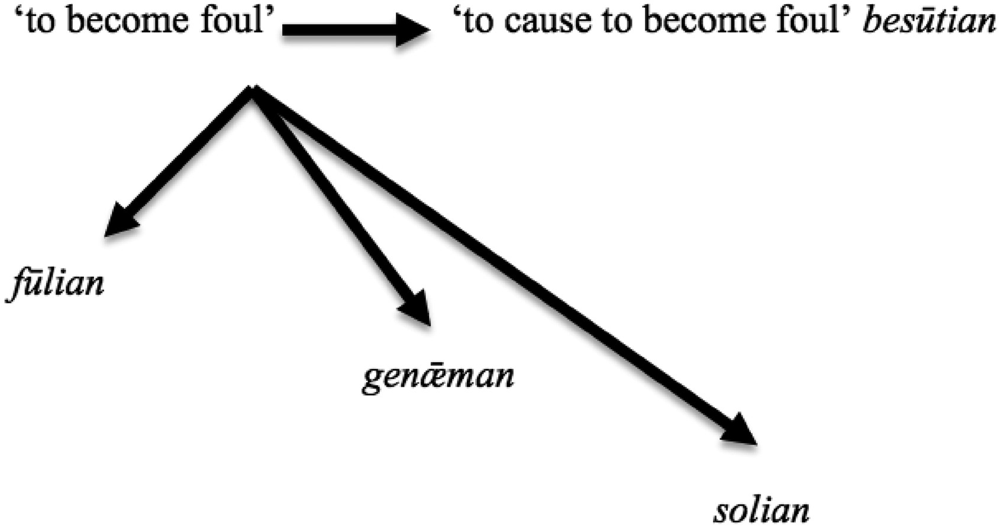 ‘to become foul’ ‘to cause to become foul’ besūtian
fūlian
genǣman
solian